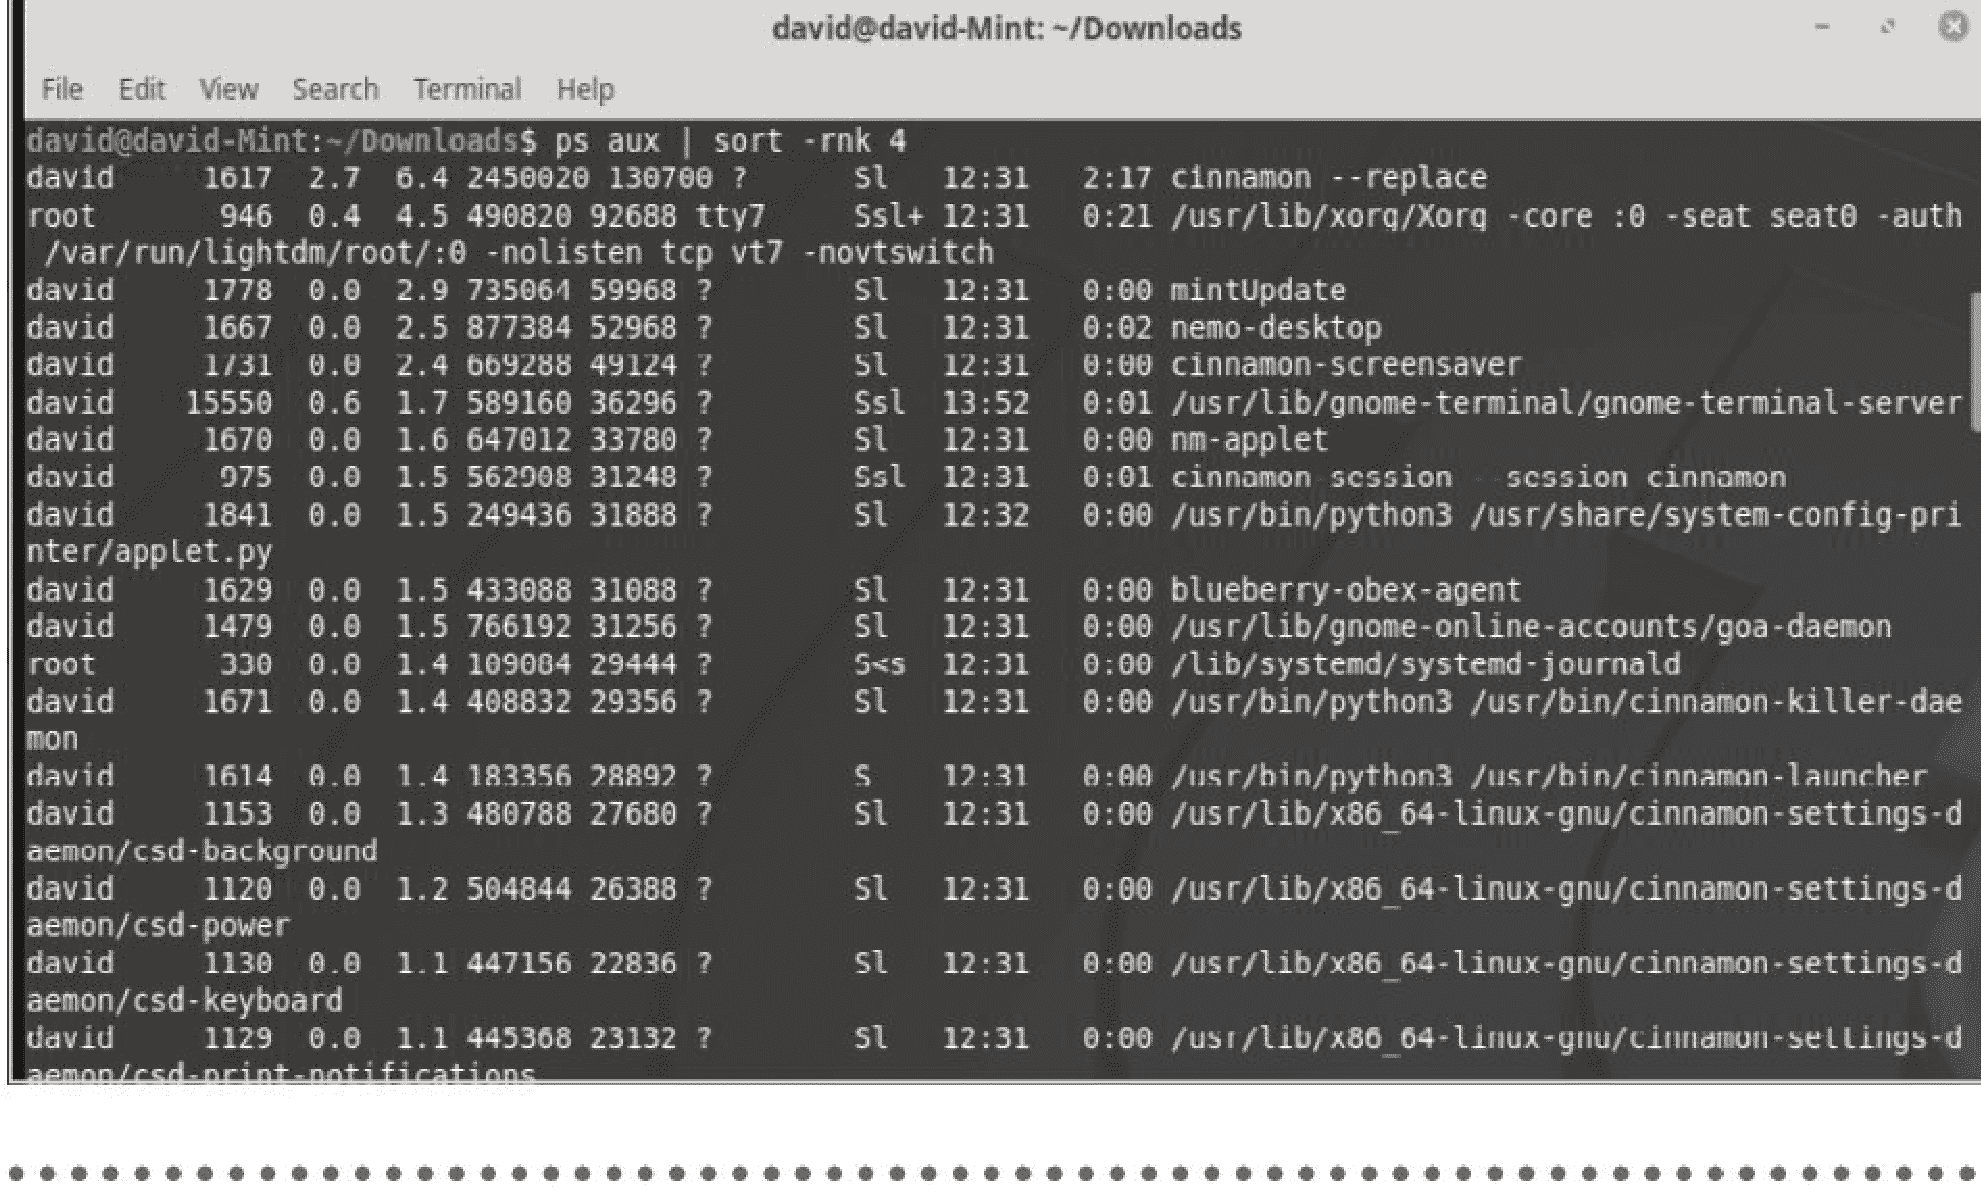 david@david-Mint: ~/Downloads
File Edit View Search Terminal Help
david@david-Mint:~/Downloads$ ps aux | sort -rnk 4
david 1617 2.7 6.4 2450020 130700 ? Sl 12:31 2:17 cinnamon --replace
root 946 0.4 4.5 490820 92688 tty7 Ssl+ 12:31 0:21 /usr/lib/xorg/Xorg -core :0 -seat seat0 -auth
/var/run/lightdm/root/:0 -nolisten tcp vt7 -novtswitch
david 1778 0.0 2.9 735064 59968 ? Sl 12:31 0:00 mintUpdate
david 1667 0.0 2.5 877384 52968 ? Sl 12:31 0:02 nemo-desktop
david 1731 0.0 2.4 669288 49124 ? Sl 12:31 0:00 cinnamon-screensaver
david 15550 0.6 1.7 589160 36296 ? Ssl 13:52 0:01 /usr/lib/gnome-terminal/gnome-terminal-server
david 1670 0.0 1.6 647012 33780 ? Sl 12:31 0:00 nm-applet
david 975 0.0 1.5 562908 31248 ? Ssl 12:31 0:01 cinnamon-session --session cinnamon
david 1841 0.0 1.5 249436 31888 ? Sl 12:32 0:00 /usr/bin/python3 /usr/share/system-config-pri
nter/applet.py
david 1629 0.0 1.5 433088 31088 ? Sl 12:31 0:00 blueberry-obex-agent
david 1479 0.0 1.5 766192 31256 ? Sl 12:31 0:00 /usr/lib/gnome-online-accounts/goa-daemon
root 330 0.0 1.4 109084 29444 ? S<s 12:31 0:00 /lib/systemd/systemd-journald
david 1671 0.0 1.4 408832 29356 ? Sl 12:31 0:00 /usr/bin/python3 /usr/bin/cinnamon-killer-dae
mon
david 1614 0.0 1.4 183356 28892 ? S 12:31 0:00 /usr/bin/python3 /usr/bin/cinnamon-launcher
david 1153 0.0 1.3 480788 27680 ? Sl 12:31 0:00 /usr/lib/x86_64-linux-gnu/cinnamon-settings-d
aemon/csd-background
david 1120 0.0 1.2 504844 26388 ? Sl 12:31 0:00 /usr/lib/x86_64-linux-gnu/cinnamon-settings-d
aemon/csd-power
david 1130 0.0 1.1 447156 22836 ? Sl 12:31 0:00 /usr/lib/x86_64-linux-gnu/cinnamon-settings-d
aemon/csd-keyboard
david 1129 0.0 1.1 445368 23132 ? Sl 12:31 0:00 /usr/lib/x86_64-linux-gnu/cinnamon-settings-d
aemon/csd-print-notifications